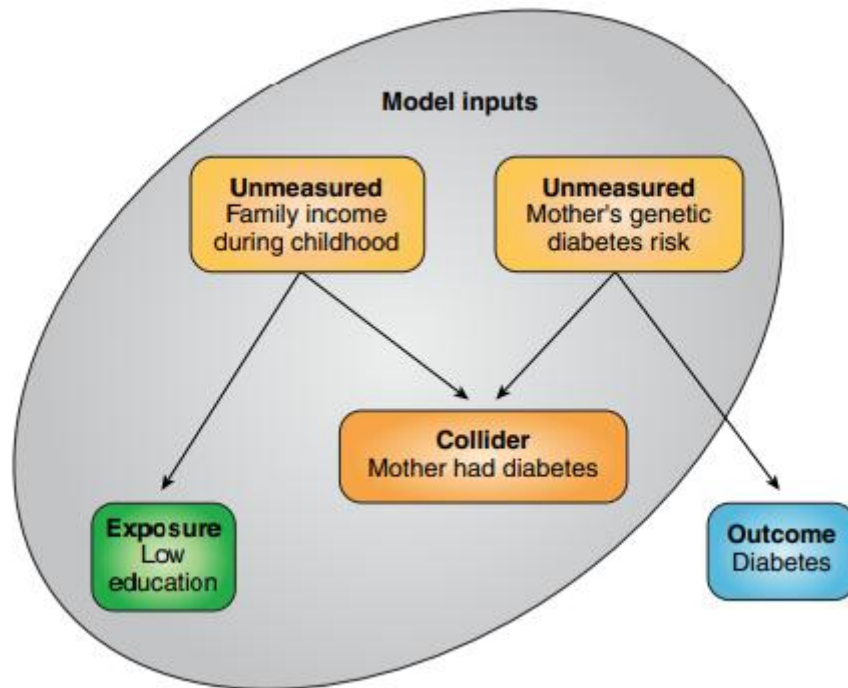 Model inputs
Unmeasured
Family income
during childhood
Unmeasured
Mother's genetic
diabetes risk
Collider
Mother had diabetes
Exposure
Low
education
Outcome
Diabetes